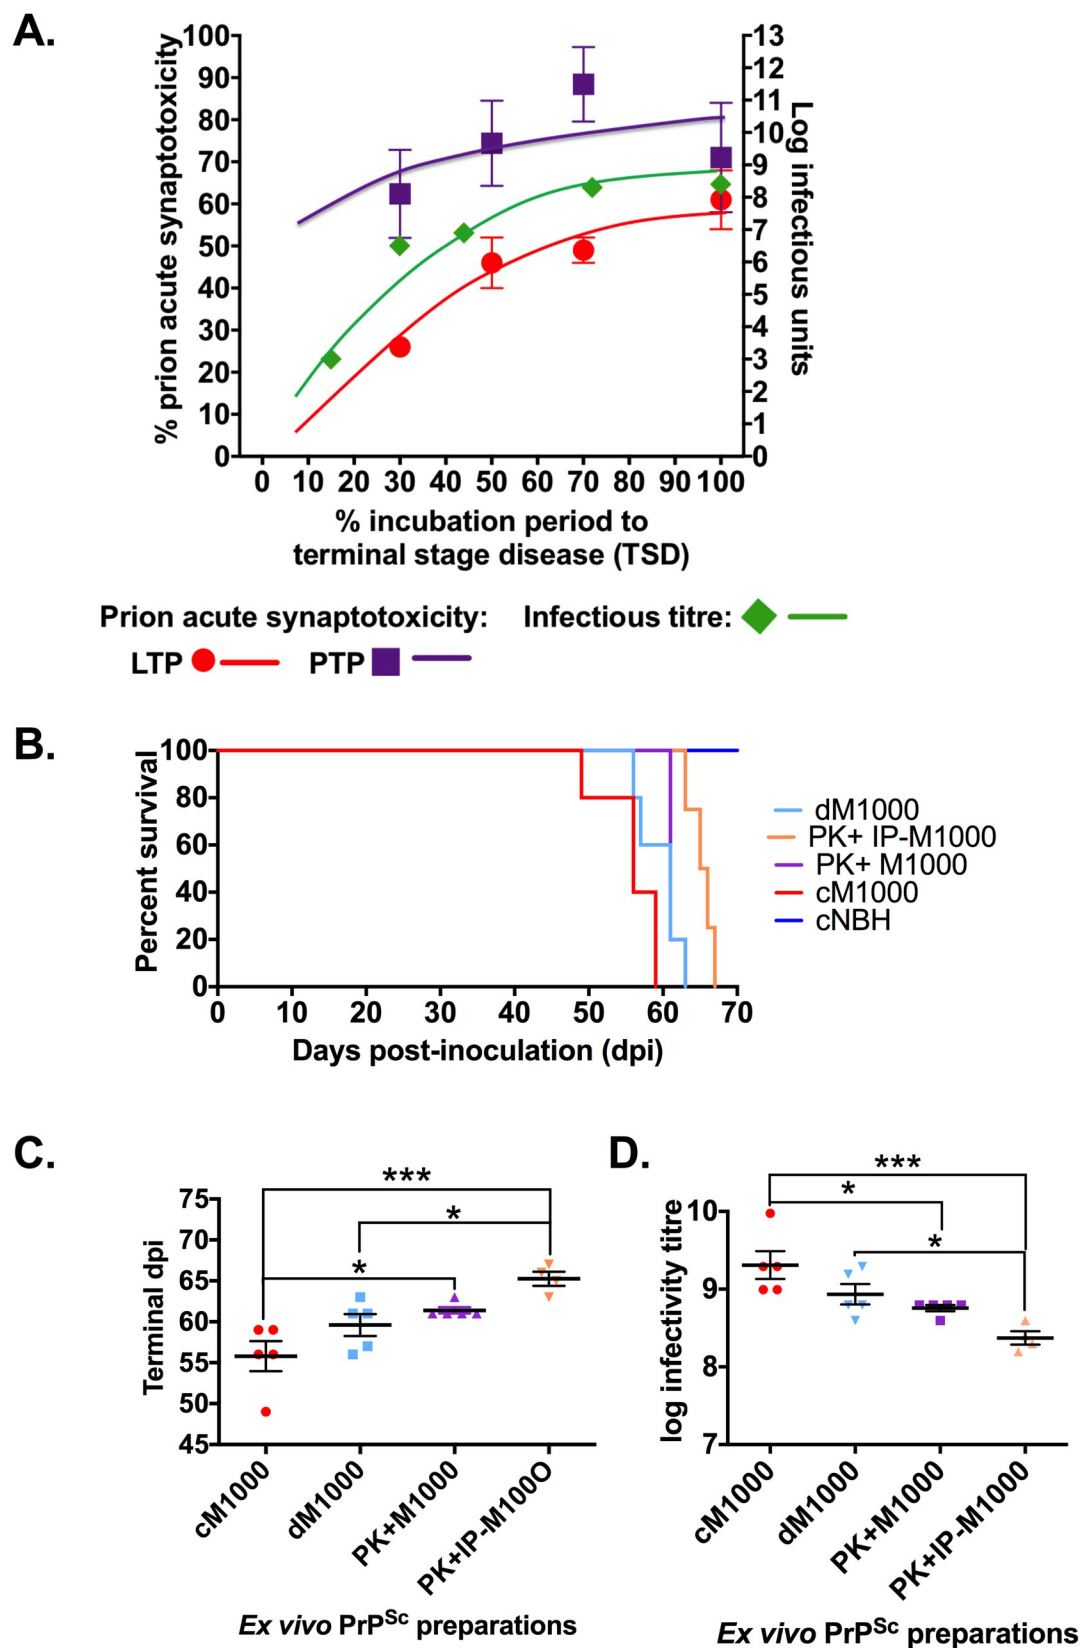 A.
% prion acute synaptotoxicity
100
90
80
70
60
50
40
30
20
10
0
13
12
11
10
9
8
7
6
5
4
3
2
1
0
Log infectious units
0 10 20 30 40 50 60 70 80 90 100
% incubation period to
terminal stage disease (TSD)
Prion acute synaptotoxicity: Infectious titre:
LTP PTP
B.
Percent survival
100
80
60
40
20
0
0 10 20 30 40 50 60 70
Days post-inoculation (dpi)
dM1000
PK+ IP-M1000
PK+ M1000
cM1000
cNBH
C.
Terminal dpi
75
70
65
60
55
50
45
***
*
*
cM1000
dM1000
PK+M1000
PK+IP-M100O
Ex vivo PrPSc preparations
D.
log infectivity titre
10
9
8
7
***
*
*
cM1000
dM1000
PK+M1000
PK+IP-M1000
Ex vivo PrPSc preparations